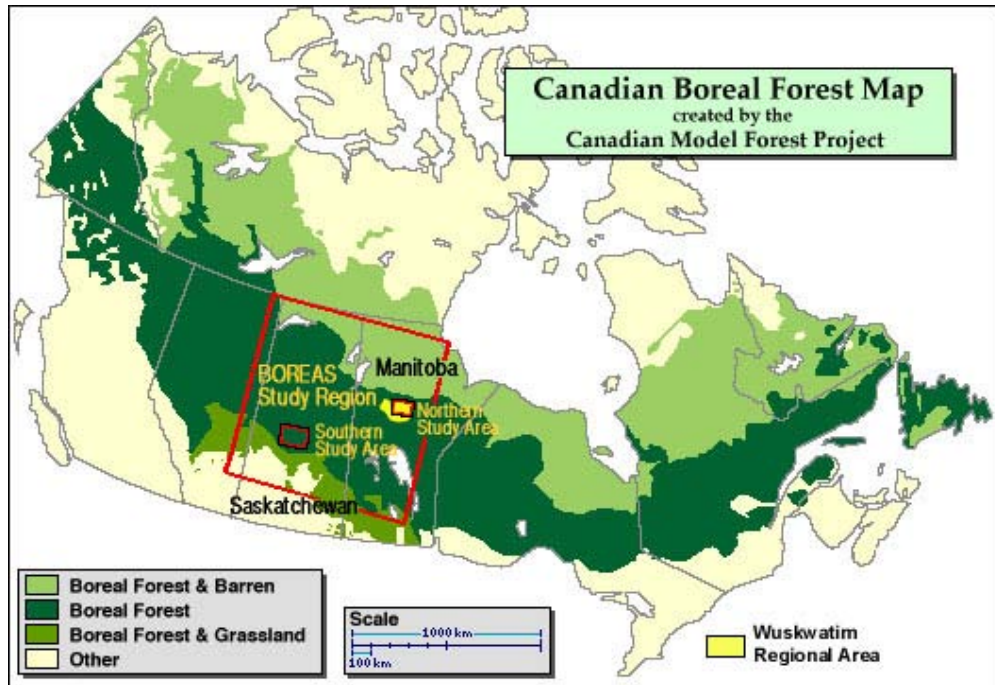 Canadian Boreal Forest Map
created by the
Canadian Model Forest Project
Manitoba
BOREAS
Study Region
Northern
Study Area
Southern
Study Area
Saskatchewan
Boreal Forest & Barren
Boreal Forest
Boreal Forest & Grassland
Other
Scale
1000 km
100 km
Wuskwatim
Regional Area